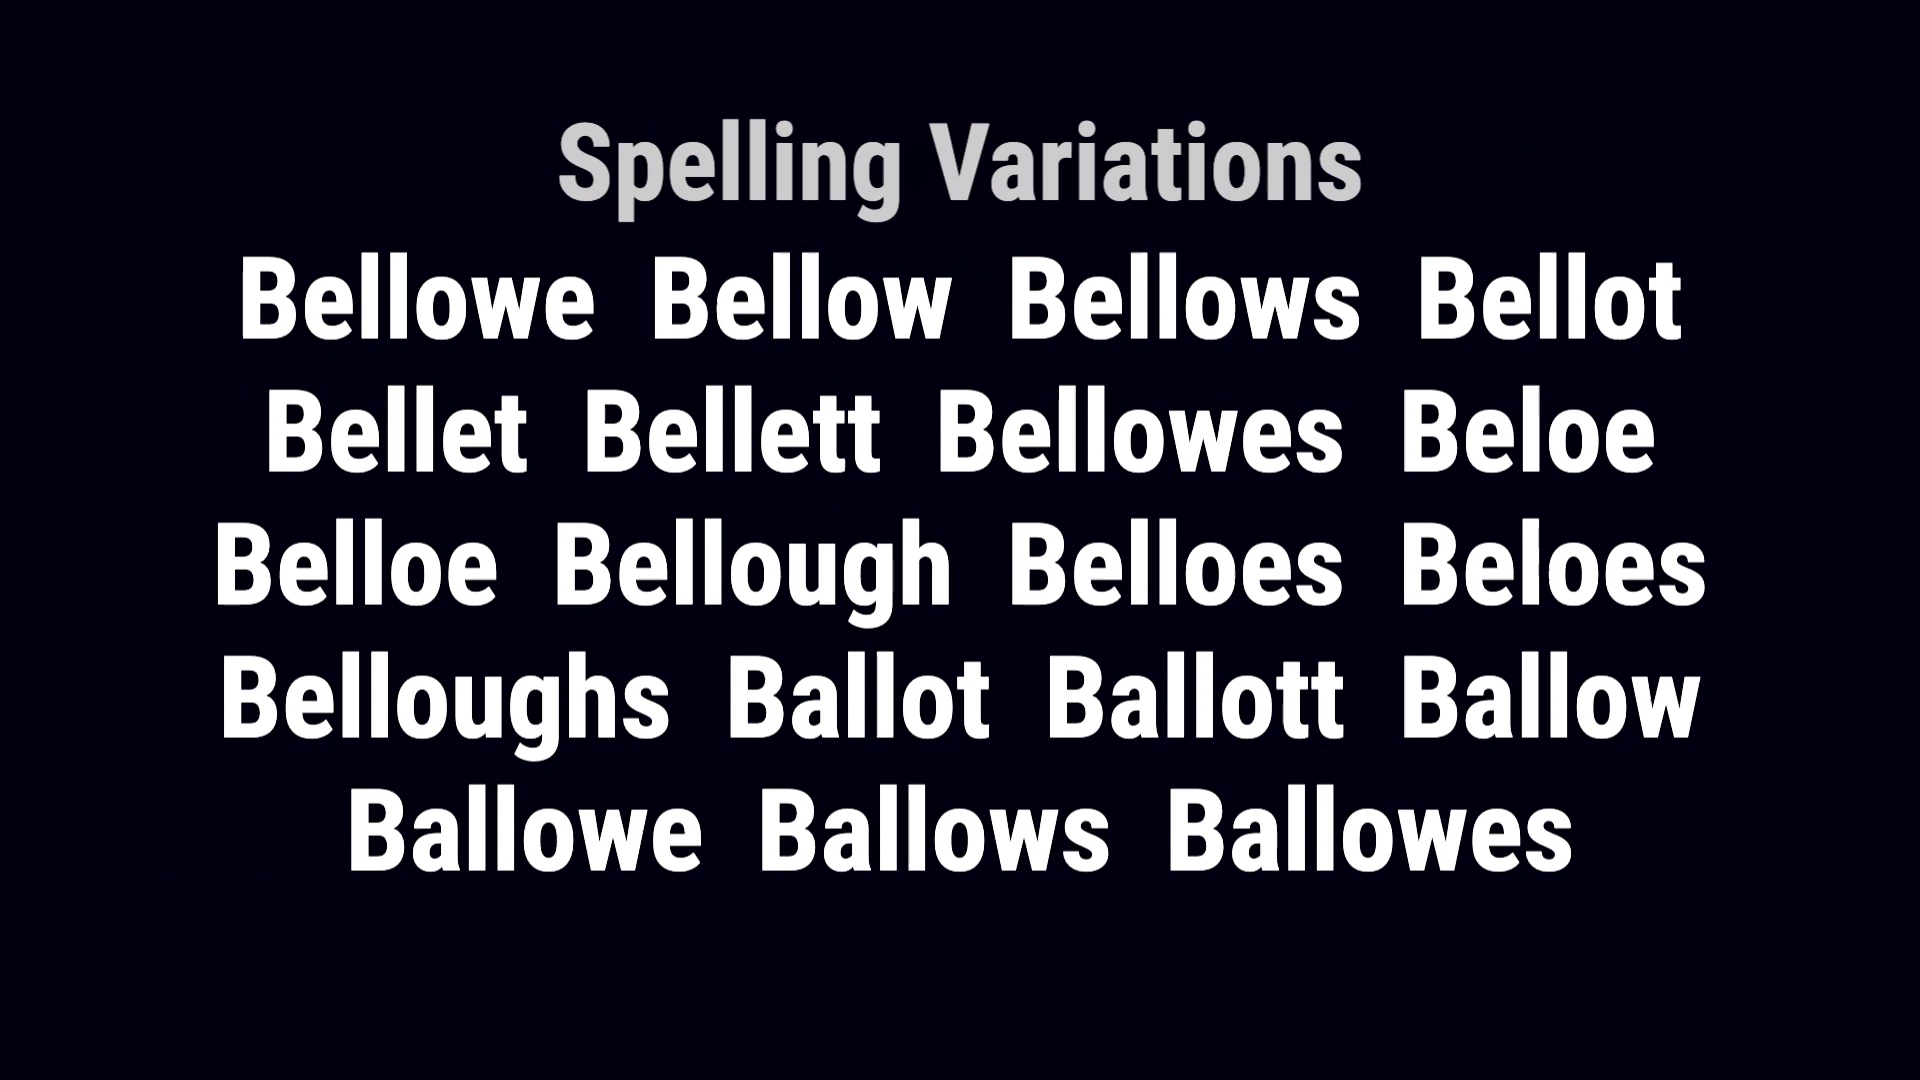 Spelling Variations
Bellowe Bellow Bellows Bellot
Bellet Bellett Bellowes Beloe
Belloe Bellough Belloes Beloes
Belloughs Ballot Ballott Ballow
Ballowe Ballows Ballowes